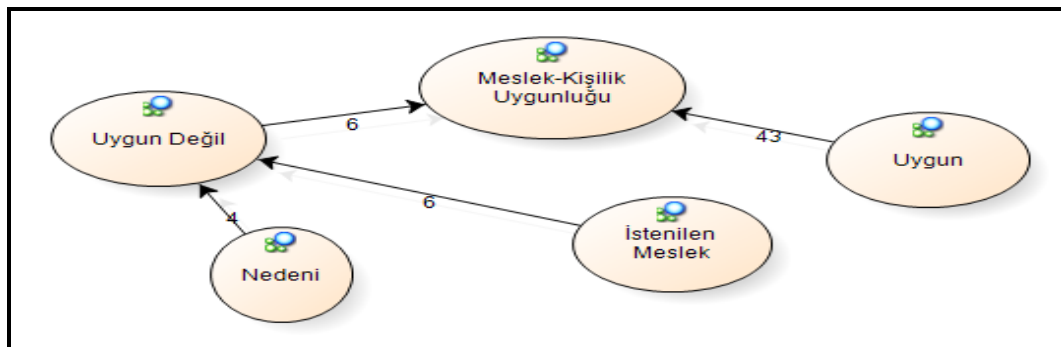 Meslek-Kişilik
Uygunluğu
Uygun Değil
6
43
Uygun
6
İstenilen
Meslek
4
Nedeni